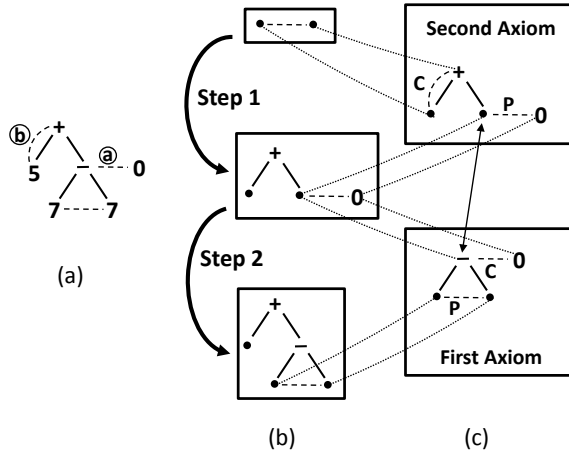 Second Axiom
+
C
P
0
Step 1
+
ⓑ
ⓐ
5
–
0
7
7
(a)
+
0
Step 2
–
0
C
P
First Axiom
+
–
(b)
(c)